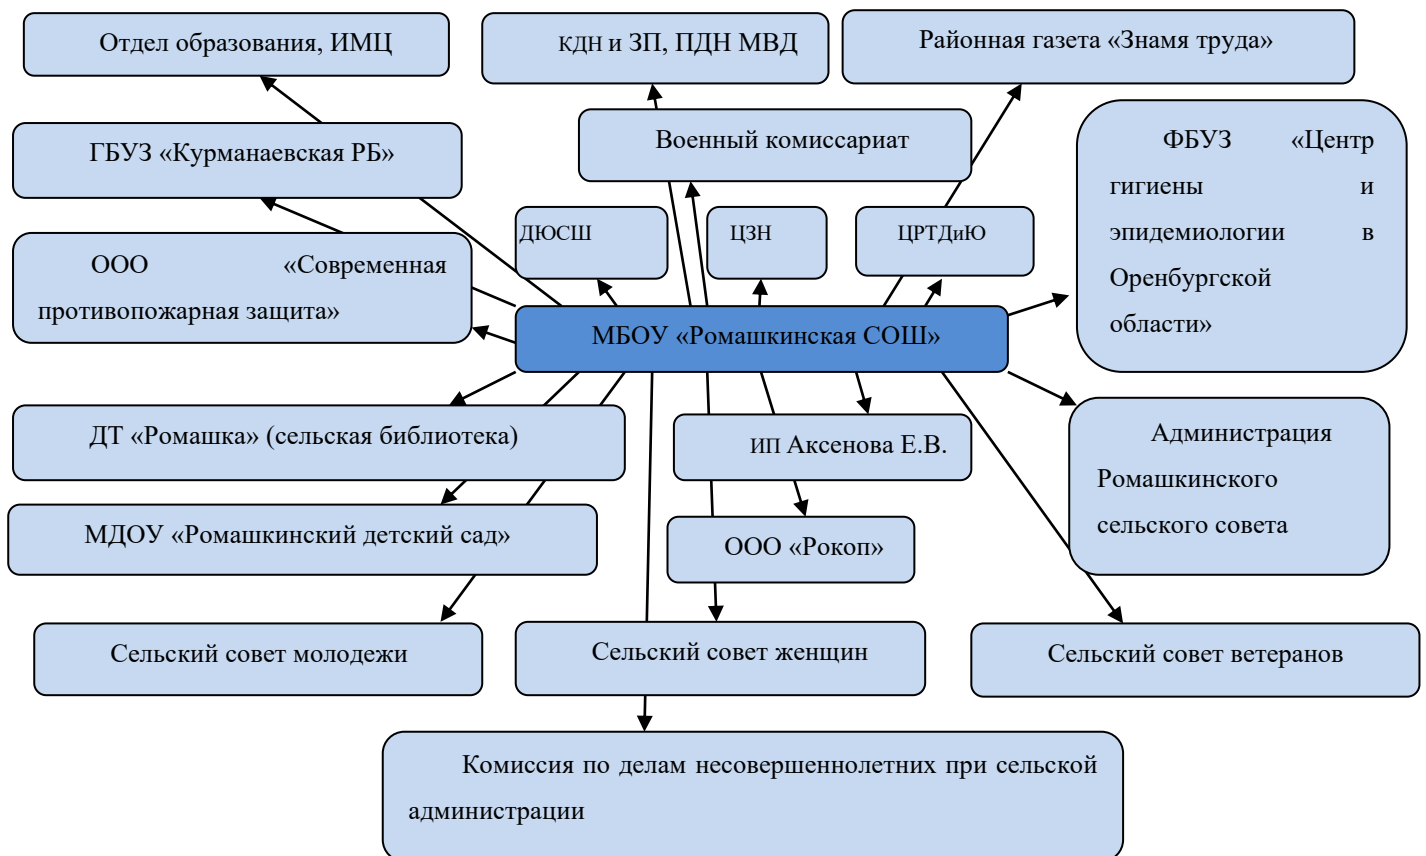 Отдел образования, ИМЦ
КДН и ЗП, ПДН МВД
Районная газета «Знамя труда»
ГБУЗ «Курманаевская РБ»
Военный комиссариат
ФБУЗ «Центр
гигиены и
эпидемиологии в
Оренбургской
области»
ООО «Современная
противопожарная защита»
ДЮСШ
ЦЗН
ЦРТДиЮ
МБОУ «Ромашкинская СОШ»
ДТ «Ромашка» (сельская библиотека)
ИП Аксенова Е.В.
Администрация
Ромашкинского
сельского совета
МДОУ «Ромашкинский детский сад»
ООО «Рокоп»
Сельский совет молодежи
Сельский совет женщин
Сельский совет ветеранов
Комиссия по делам несовершеннолетних при сельской
администрации